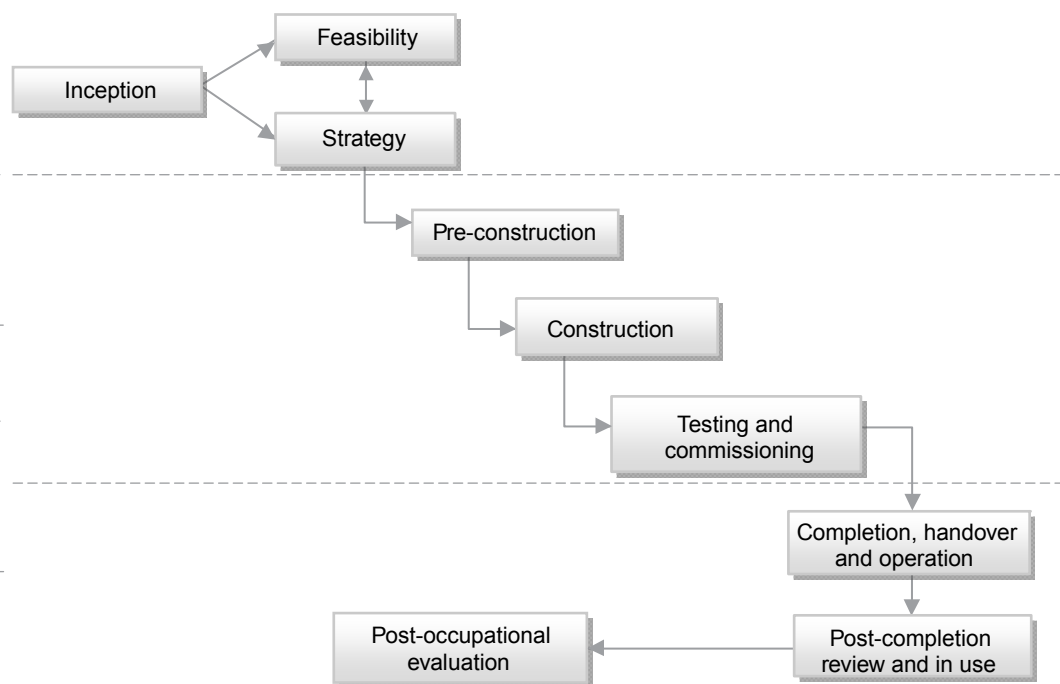 Feasibility
Inception
Strategy
Pre-construction
Construction
Testing and
commissioning
Completion, handover
and operation
Post-completion
review and in use
Post-occupational
evaluation